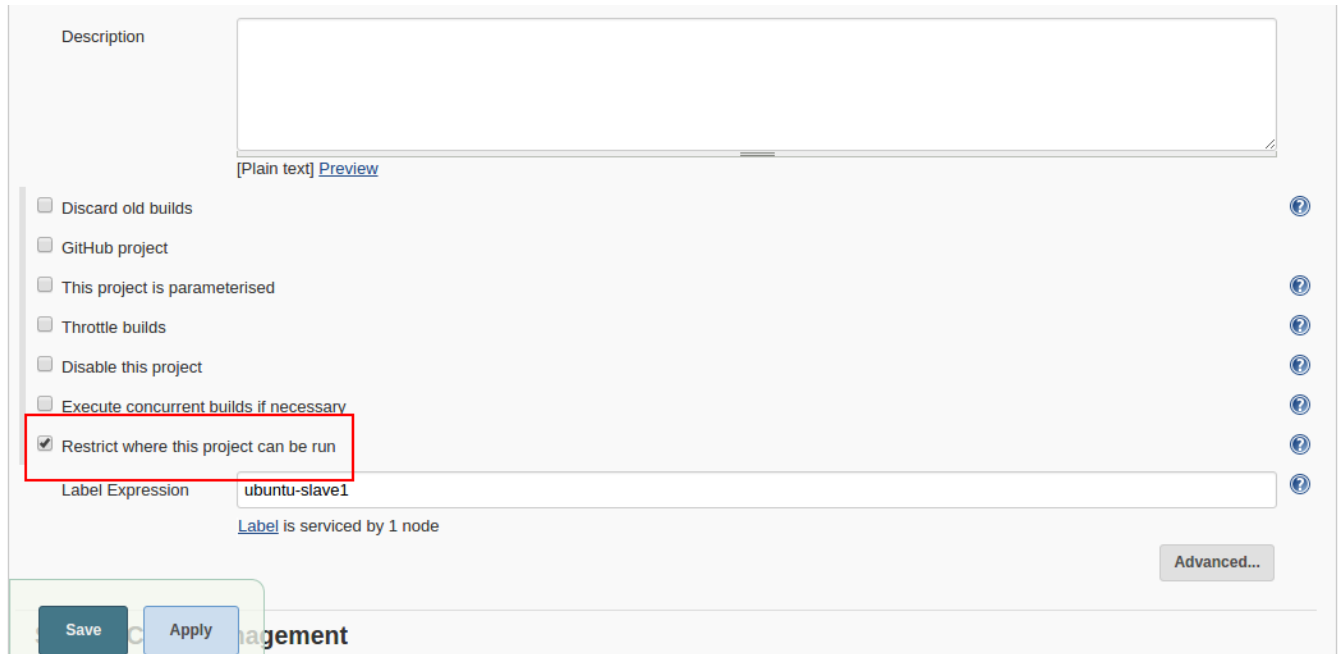 Description
[Plain text] Preview
Discard old builds
GitHub project
This project is parameterised
Throttle builds
Disable this project
Execute concurrent builds if necessary
Restrict where this project can be run
Label Expression ubuntu-slave1
Label is serviced by 1 node
Advanced...
Save Apply